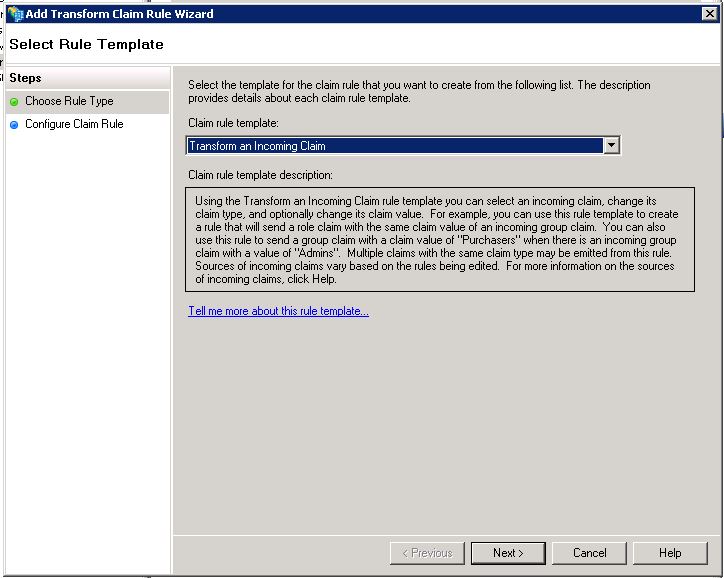 Add Transform Claim Rule Wizard
Select Rule Template
Steps
Choose Rule Type
Configure Claim Rule
Select the template for the claim rule that you want to create from the following list. The description
provides details about each claim rule template.
Claim rule template:
Transform an Incoming Claim
Claim rule template description:
Using the Transform an Incoming Claim rule template you can select an incoming claim, change its
claim type, and optionally change its claim value.  For example, you can use this rule template to create
a rule that will send a role claim with the same claim value of an incoming group claim.  You can also
use this rule to send a group claim with a claim value of "Purchasers" when there is an incoming group
claim with a value of "Admins".  Multiple claims with the same claim type may be emitted from this rule.
Sources of incoming claims vary based on the rules being edited.  For more information on the sources
of incoming claims, click Help.
Tell me more about this rule template...
< Previous
Next >
Cancel
Help